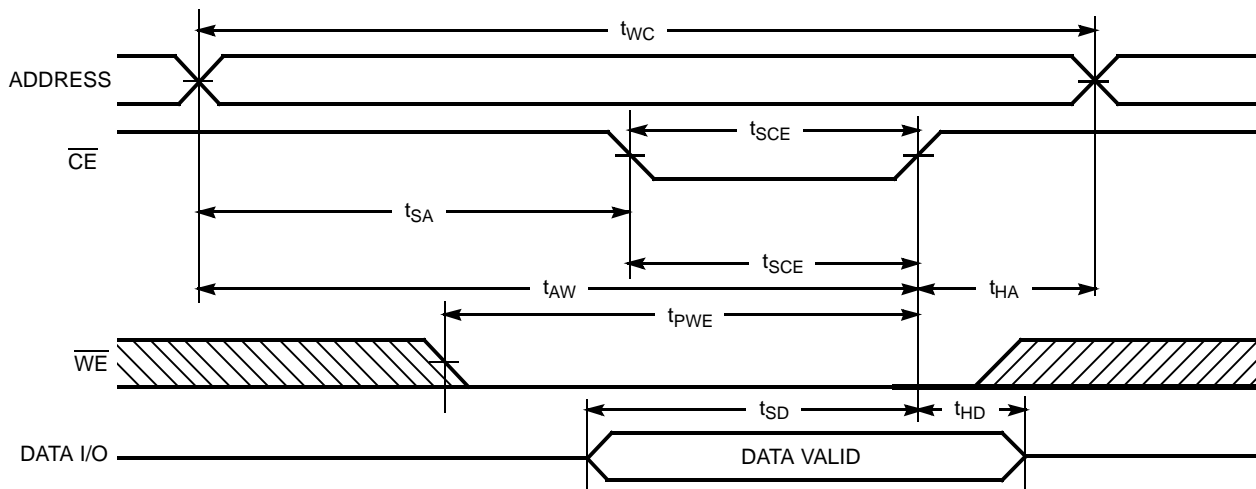 tWC
ADDRESS
tSCE
CE
tSA
tSCE
tAW
tHA
tPWE
WE
tSD
tHD
DATA I/O
DATA VALID